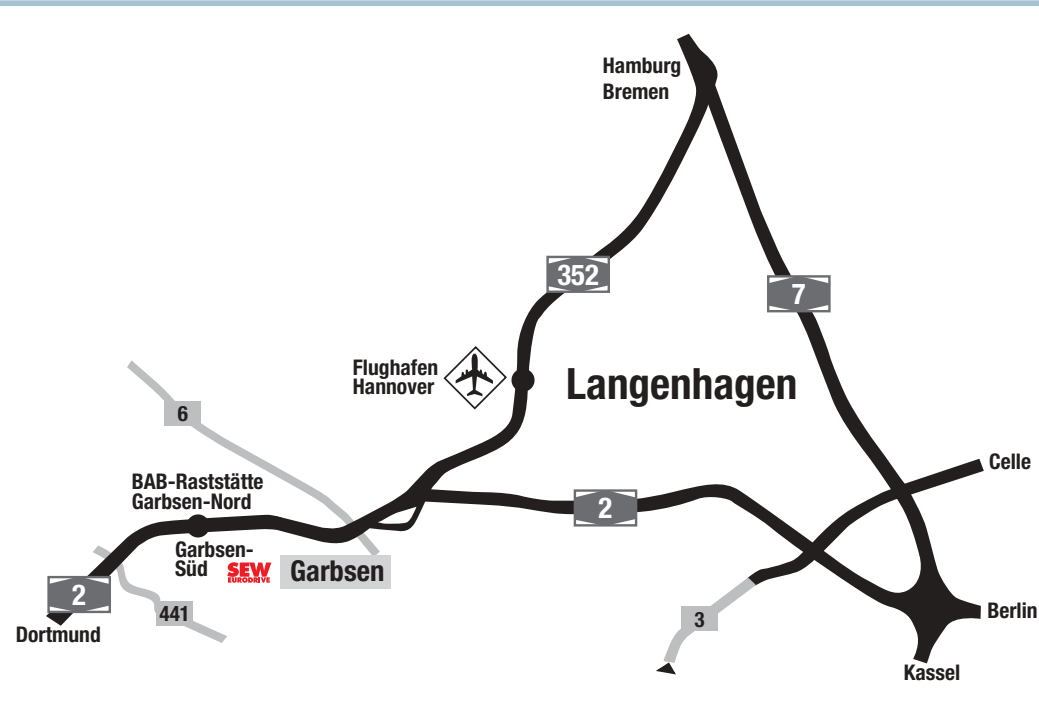 Hamburg
Bremen
352
7
Flughafen
Hannover
Langenhagen
6
Celle
BAB-Raststätte
Garbsen-Nord
2
Garbsen-
Süd
SEW
EURODRIVE
Garbsen
2
441
3
Berlin
Dortmund
Kassel